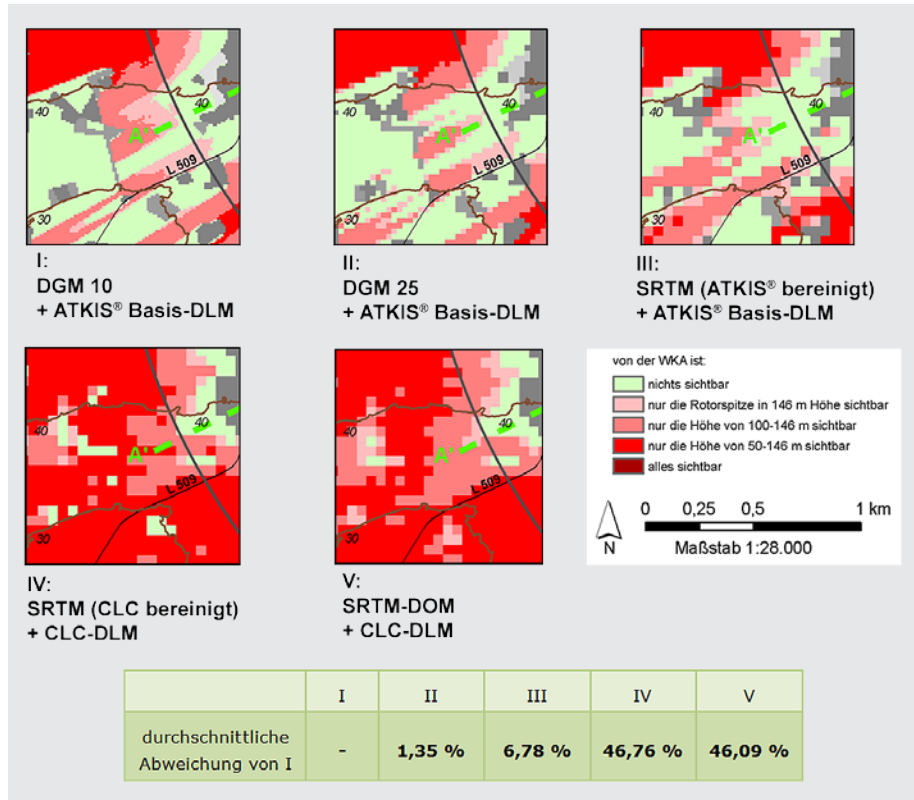 40
A'
L 509
30
I:
DGM 10
+ ATKIS® Basis-DLM
40
A'
L 509
30
II:
DGM 25
+ ATKIS® Basis-DLM
40
A'
L 509
30
III:
SRTM (ATKIS® bereinigt)
+ ATKIS® Basis-DLM
40
40
A'
L 509
30
IV:
SRTM (CLC bereinigt)
+ CLC-DLM
40
40
A'
L 509
30
V:
SRTM-DOM
+ CLC-DLM
von der WKA ist:
nichts sichtbar
nur die Rotorspitze in 146 m Höhe sichtbar
nur die Höhe von 100-146 m sichtbar
nur die Höhe von 50-146 m sichtbar
alles sichtbar
N
0 0,25 0,5 1 km
Maßstab 1:28.000
I II III IV V
durchschnittliche
Abweichung von I
- 1,35 % 6,78 % 46,76 % 46,09 %